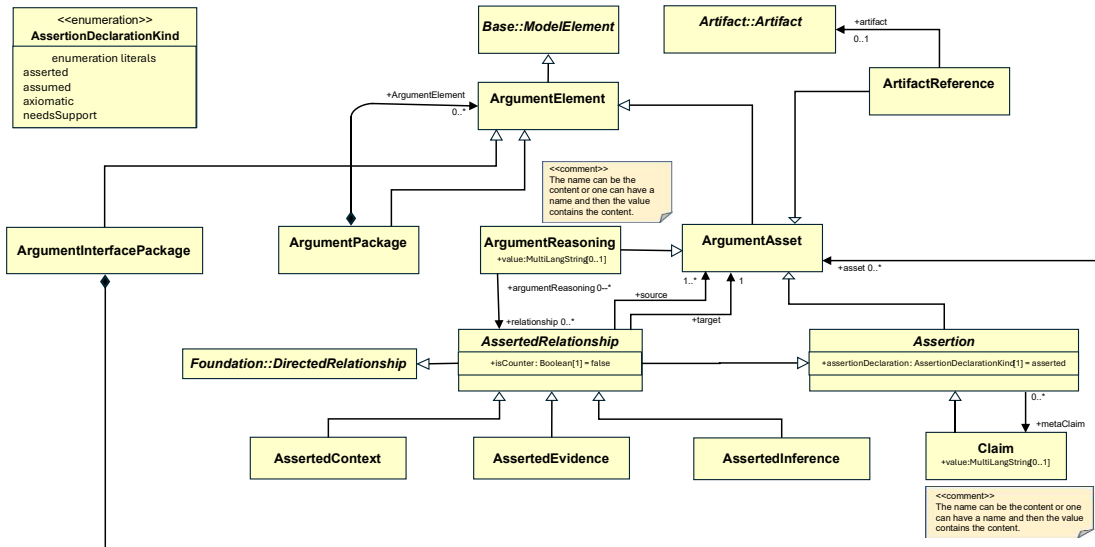 <<enumeration>>
AssertionDeclarationKind
enumeration literals
asserted
assumed
axiomatic
needsSupport
Base::ModelElement
Artifact::Artifact
+artifact
0..1
ArtifactReference
+ArgumentElement
0..*
ArgumentElement
<<comment>>
The name can be the
content or one can have a
name and then the value
contains the content.
ArgumentInterfacePackage
ArgumentPackage
ArgumentReasoning
+value:MultiLangString[0..1]
ArgumentAsset
+asset 0..*
+argumentReasoning 0--*
+source
1..*
1
+target
+relationship 0..*
AssertedRelationship
+isCounter: Boolean[1] = false
Foundation::DirectedRelationship
Assertion
+assertionDeclaration: AssertionDeclarationKind[1] = asserted
0..*
+metaClaim
AssertedContext
AssertedEvidence
AssertedInference
Claim
+value:MultiLangString[0..1]
<<comment>>
The name can be the content or one
can have a name and then the value
contains the content.